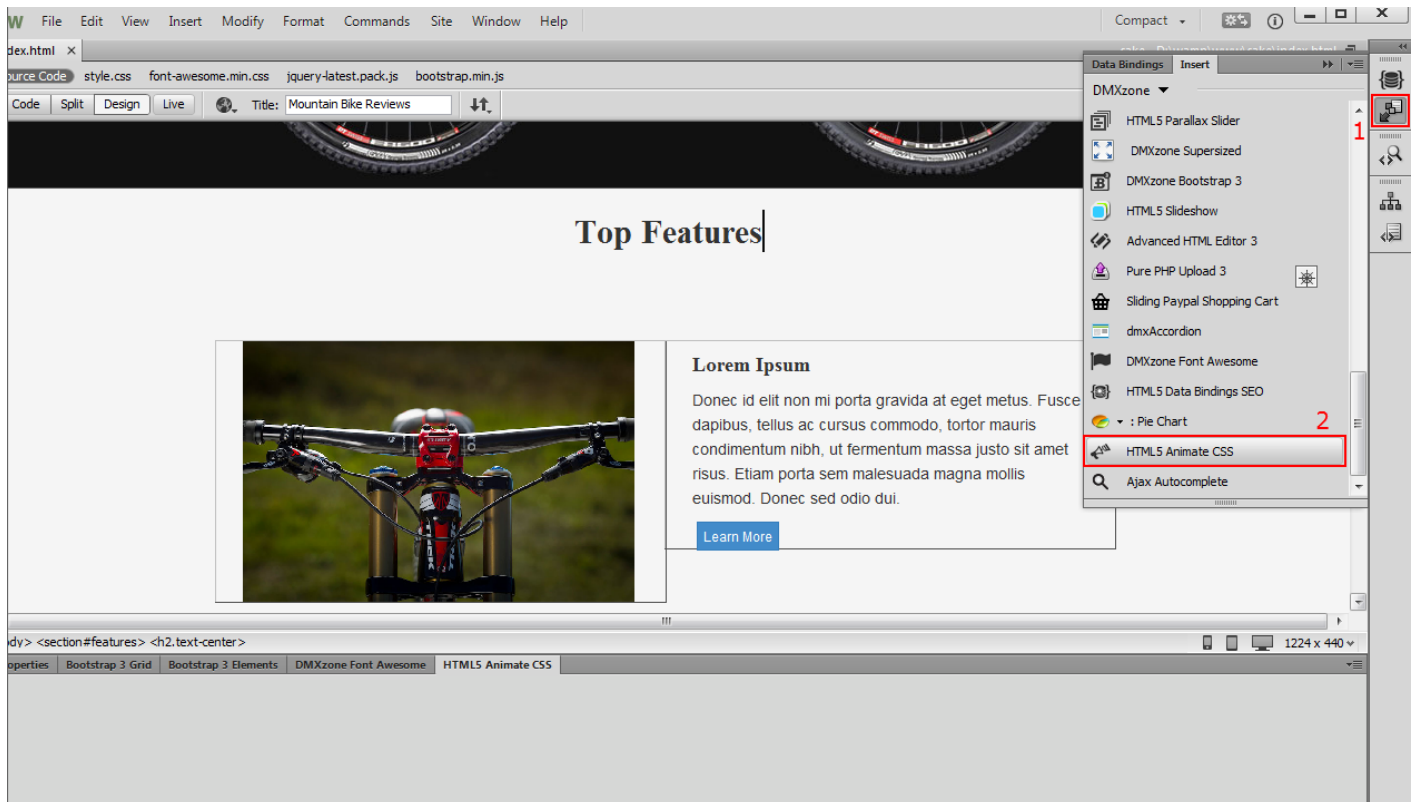 W File Edit View Insert Modify Format Commands Site Window Help Compact
dex.html
ource Code style.css font-awesome.min.css jquery-latest.pack.js bootstrap.min.js
Code Split Design Live Title: Mountain Bike Reviews
Data Bindings Insert
DMXzone
1
HTML5 Parallax Slider
DMXzone Supersized
DMXzone Bootstrap 3
HTML5 Slideshow
Advanced HTML Editor 3
Pure PHP Upload 3
Sliding Paypal Shopping Cart
dmxAccordion
DMXzone Font Awesome
HTML5 Data Bindings SEO
: Pie Chart
2
HTML5 Animate CSS
Ajax Autocomplete
Top Features
Lorem Ipsum
Donec id elit non mi porta gravida at eget metus. Fusce
dapibus, tellus ac cursus commodo, tortor mauris
condimentum nibh, ut fermentum massa justo sit amet
risus. Etiam porta sem malesuada magna mollis
euismod. Donec sed odio dui.
Learn More
ody> <section#features> <h2.text-center> 1224 x 440
operties Bootstrap 3 Grid Bootstrap 3 Elements DMXzone Font Awesome HTML5 Animate CSS